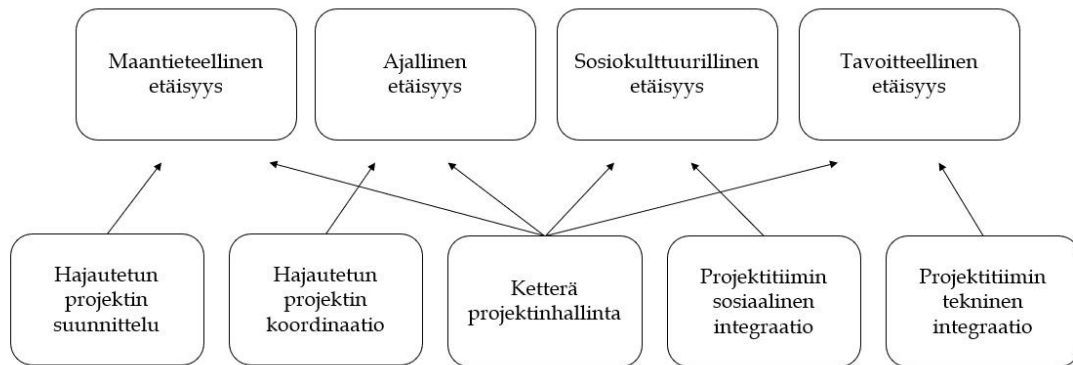 Maantieteellinen
etäisyys
Ajallinen
etäisyys
Sosiokulttuurillinen
etäisyys
Tavoitteellinen
etäisyys
Hajautetun
projektin
suunnittelu
Hajautetun
projektin
koordinaatio
Ketterä
projektinhallinta
Projektitiimin
sosiaalinen
integraatio
Projektitiimin
tekninen
integraatio